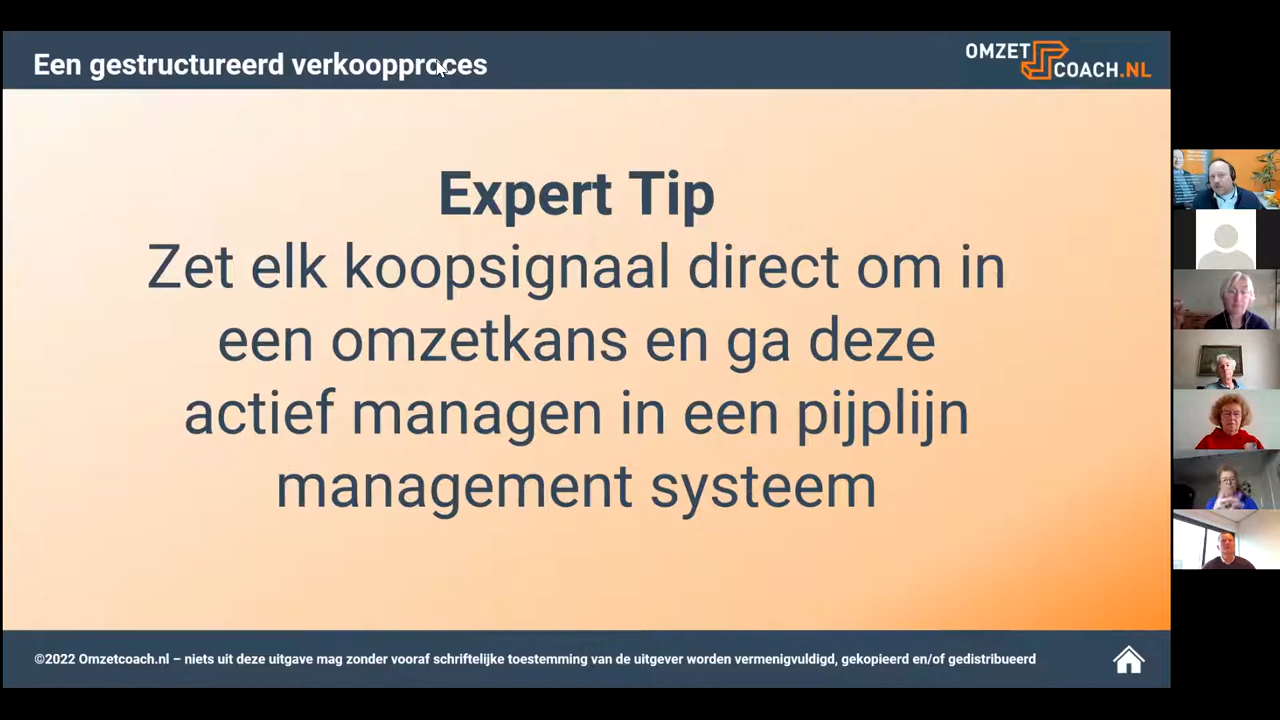 Een gestructureerd verkoopproces
OMZET
COACH.NL
Expert Tip
Zet elk koopsignaal direct om in
een omzetkans en ga deze
actief managen in een pijplijn
management systeem
©2022 Omzetcoach.nl – niets uit deze uitgave mag zonder vooraf schriftelijke toestemming van de uitgever worden vermenigvuldigd, gekopieerd en/of gedistribueerd